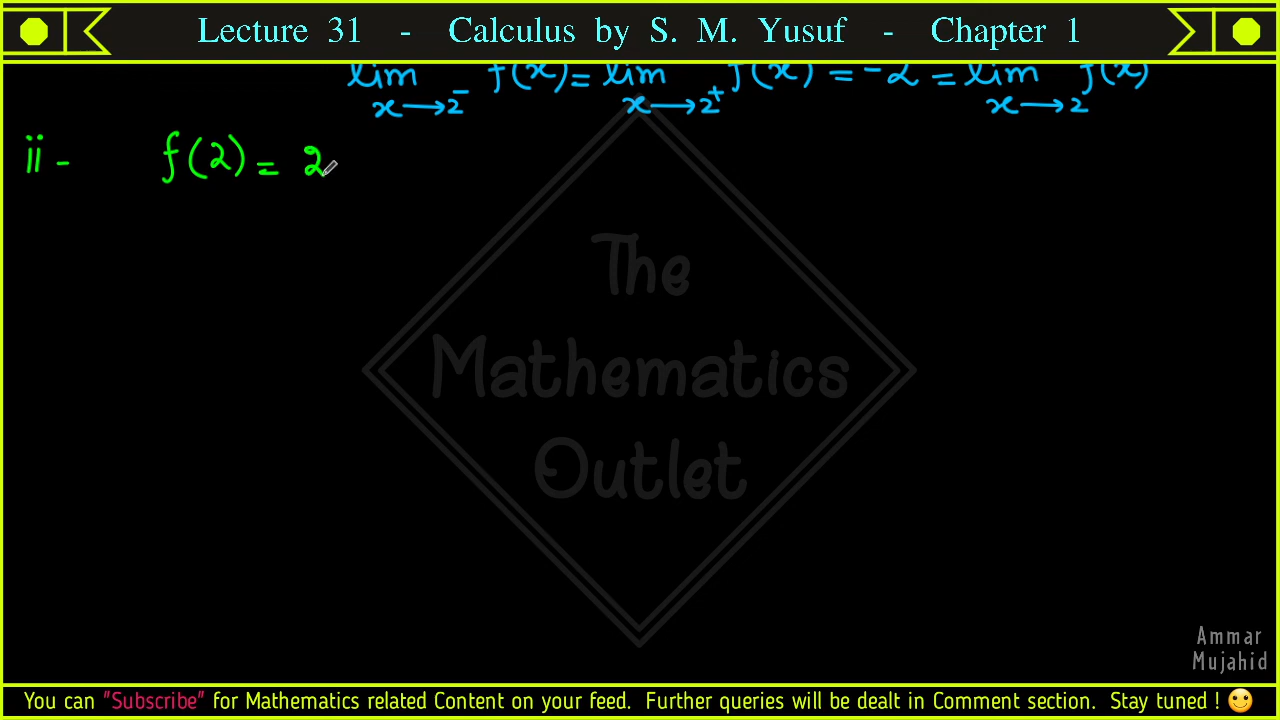 Lecture 31 - Calculus by S. M. Yusuf - Chapter 1
lim x→2⁻ f(x) = lim x→2⁺ f(x) = -2 = lim x→2 f(x)
ii - f(2) = 2
The
Mathematics
Outlet
Ammar
Mujahid
You can "Subscribe" for Mathematics related Content on your feed. Further queries will be dealt in Comment section. Stay tuned ! 🙂